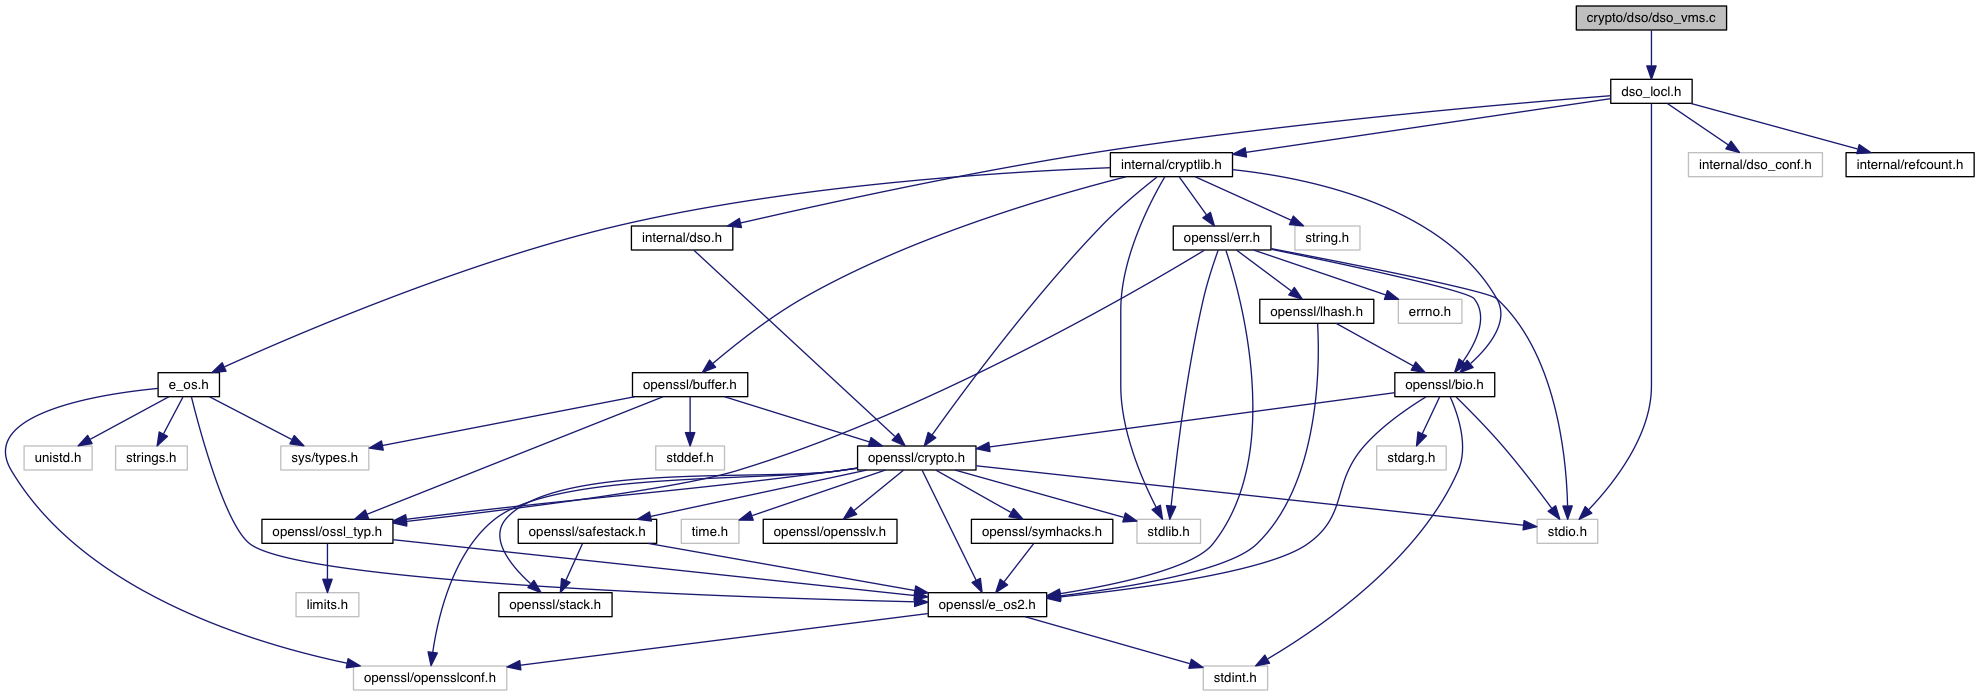 crypto/dso/dso_vms.c
dso_locl.h
internal/cryptlib.h
internal/dso_conf.h
internal/refcount.h
internal/dso.h
openssl/err.h
string.h
openssl/lhash.h
errno.h
e_os.h
openssl/buffer.h
openssl/bio.h
unistd.h
strings.h
sys/types.h
stddef.h
openssl/crypto.h
stdarg.h
openssl/ossl_typ.h
openssl/safestack.h
time.h
openssl/opensslv.h
openssl/symhacks.h
stdlib.h
stdio.h
limits.h
openssl/stack.h
openssl/e_os2.h
openssl/opensslconf.h
stdint.h